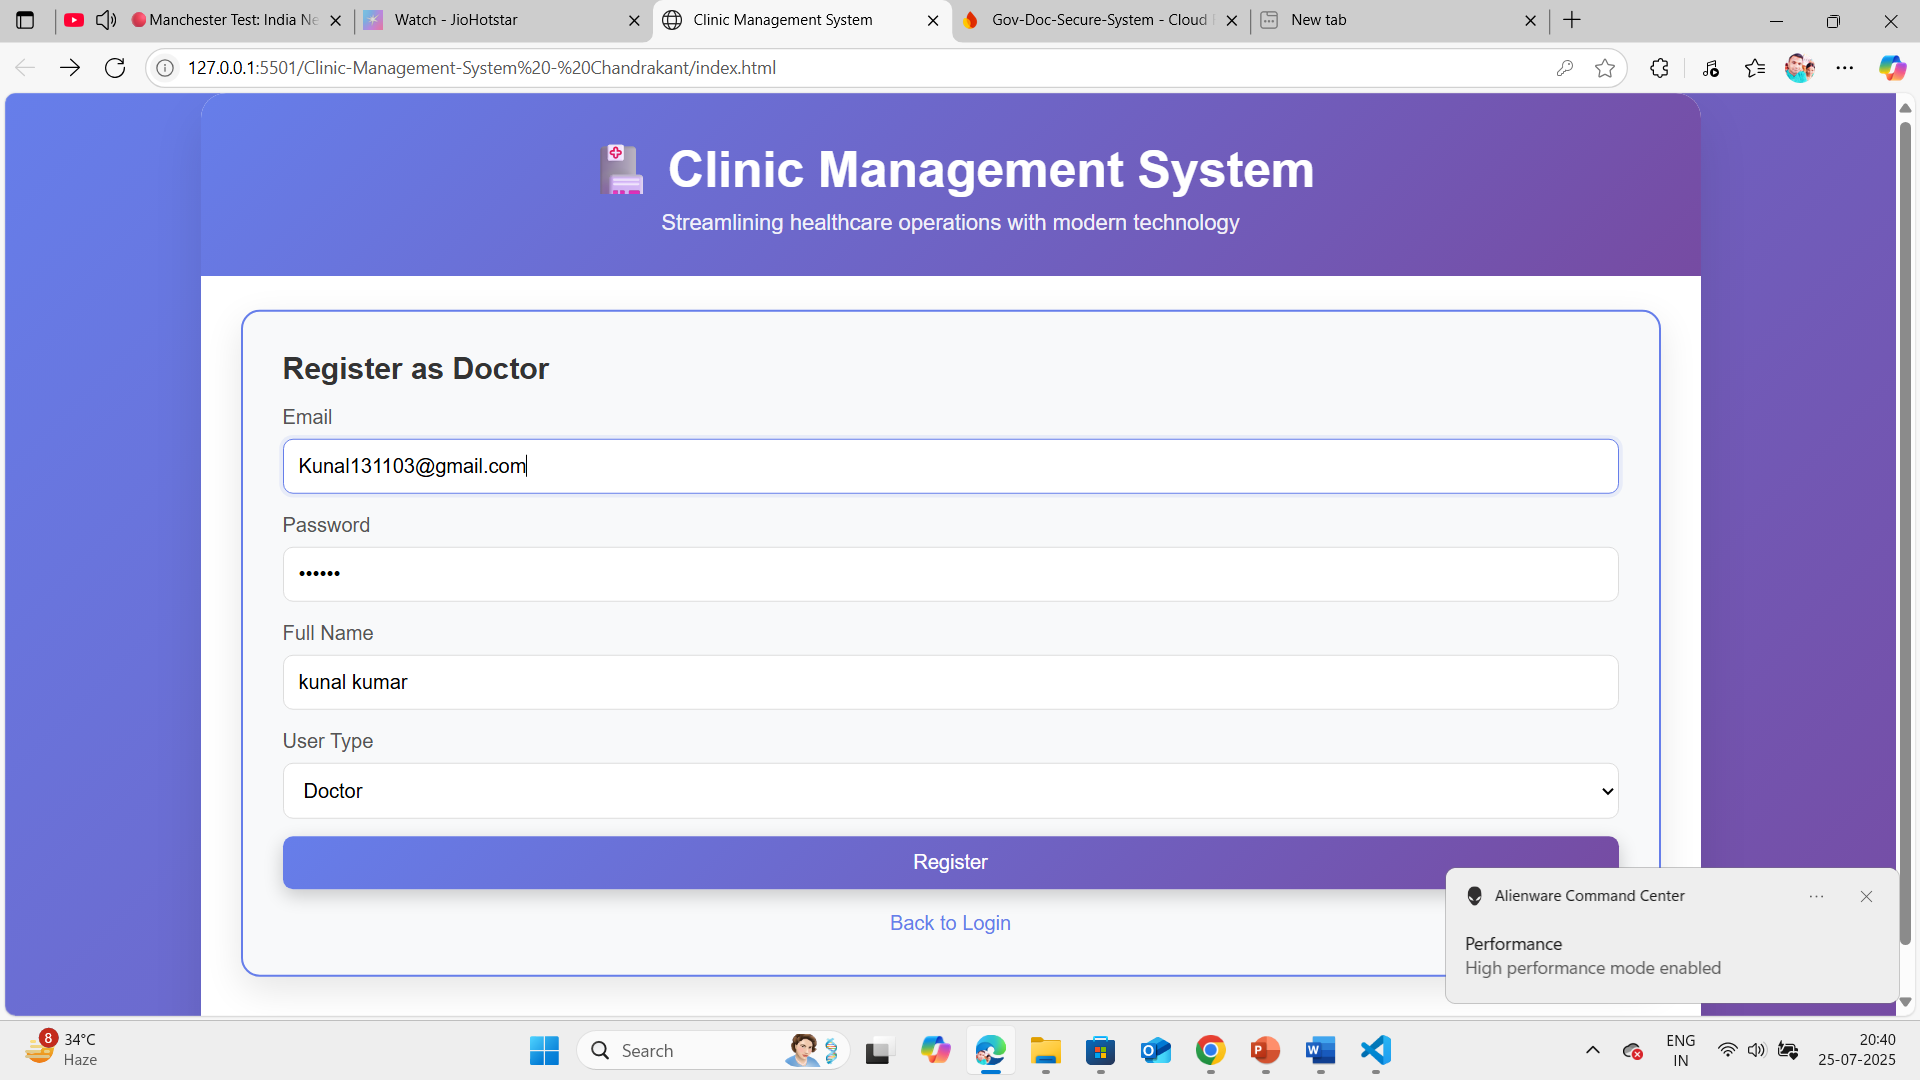 Manchester Test: India Ne
Watch - JioHotstar
Clinic Management System
Gov-Doc-Secure-System - Cloud
New tab
127.0.0.1:5501/Clinic-Management-System%20-%20Chandrakant/index.html
Clinic Management System
Streamlining healthcare operations with modern technology
Register as Doctor
Email
Kunal131103@gmail.com
Password
••••••
Full Name
kunal kumar
User Type
Doctor
Register
Back to Login
Alienware Command Center
Performance
High performance mode enabled
8
34°C
Haze
Search
ENG
IN
20:40
25-07-2025